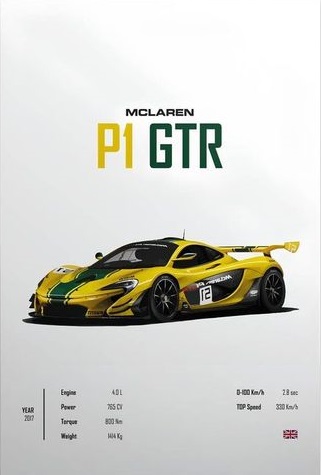 MCLAREN
P1 GTR
12
YEAR
2017
Engine 4.0 L
Power 765 CV
Torque 800 Nm
Weight 1414 Kg
0-100 Km/h 2.8 sec
TOP Speed 330 KM/h